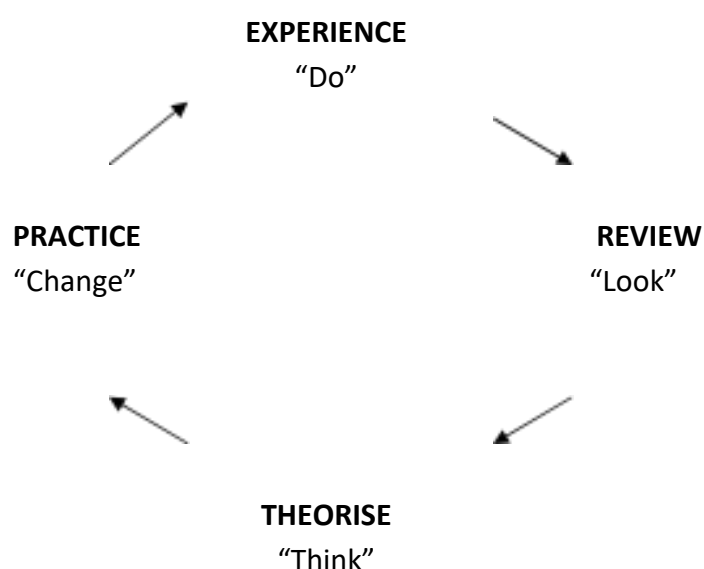 EXPERIENCE
“Do”
PRACTICE
“Change”
REVIEW
“Look”
THEORISE
“Think”